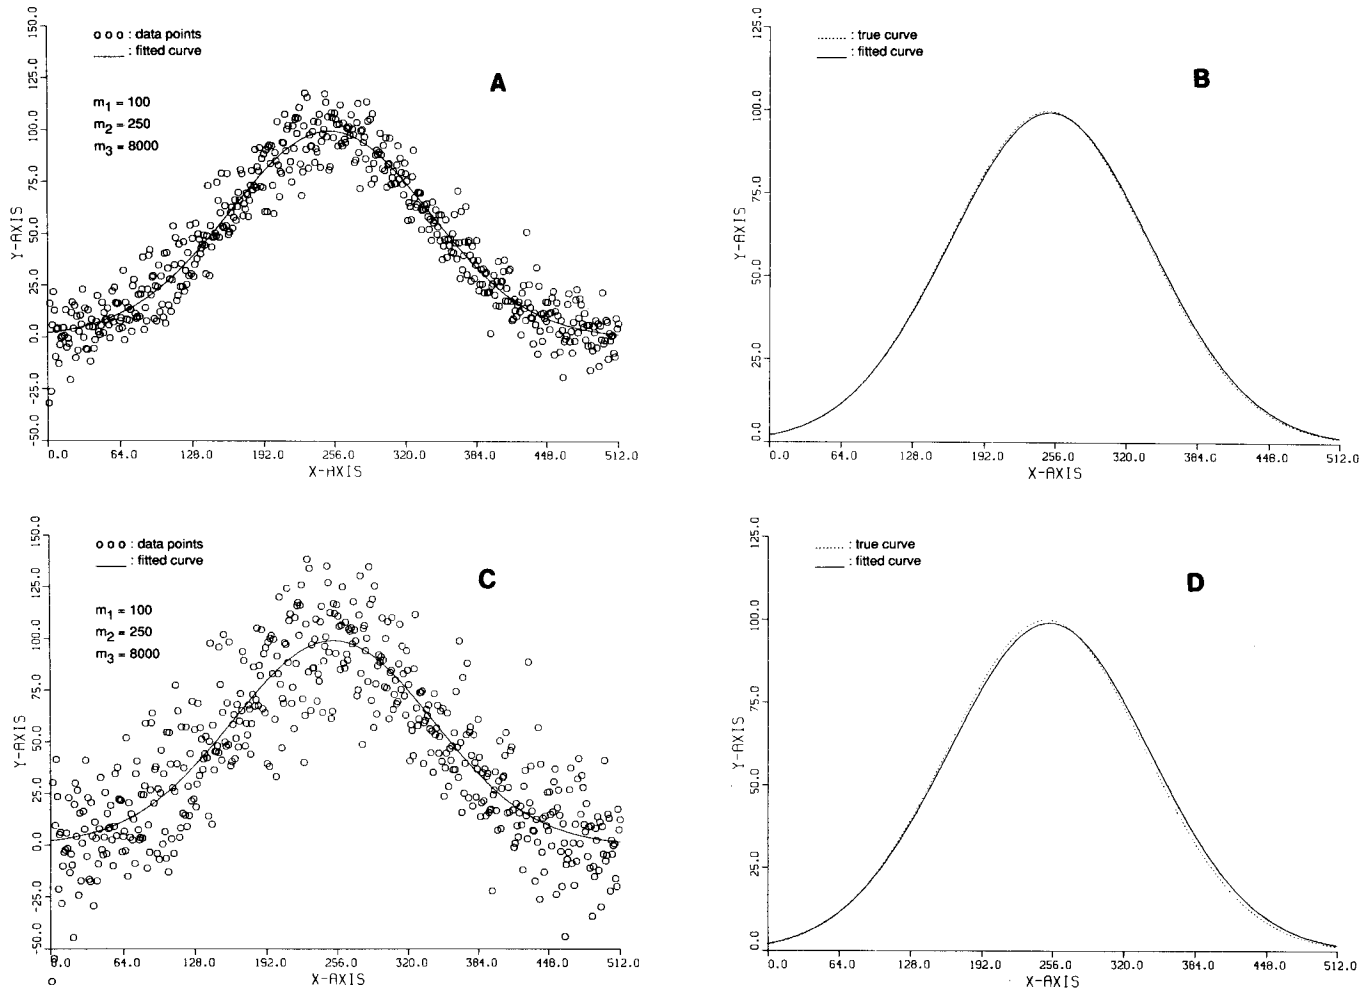 150.0
125.0
100.0
75.0
50.0
25.0
0.0
-25.0
-50.0
Y-AXIS
o o o : data points
: fitted curve
m1 = 100
m2 = 250
m3 = 8000
A
0.0 64.0 128.0 192.0 256.0 320.0 384.0 448.0 512.0
X-AXIS
125.0
100.0
75.0
50.0
25.0
0.0
Y-AXIS
: true curve
: fitted curve
B
0.0 64.0 128.0 192.0 256.0 320.0 384.0 448.0 512.0
X-AXIS
150.0
125.0
100.0
75.0
50.0
25.0
0.0
-25.0
-50.0
Y-AXIS
o o o : data points
: fitted curve
m1 = 100
m2 = 250
m3 = 8000
C
0.0 64.0 128.0 192.0 256.0 320.0 384.0 448.0 512.0
X-AXIS
125.0
100.0
75.0
50.0
25.0
0.0
Y-AXIS
: true curve
: fitted curve
D
0.0 64.0 128.0 192.0 256.0 320.0 384.0 448.0 512.0
X-AXIS